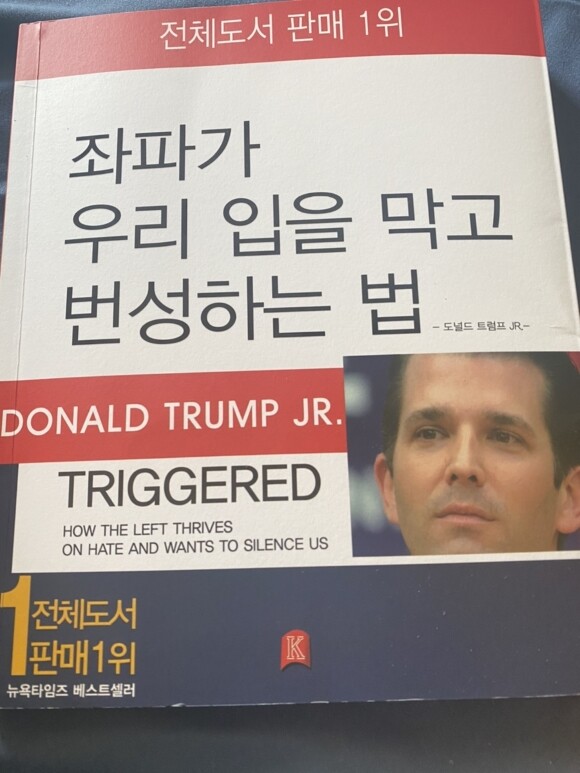 전체도서 판매 1위
좌파가
우리 입을 막고
번성하는 법
- 도널드 트럼프 JR.-
DONALD TRUMP JR.
TRIGGERED
HOW THE LEFT THRIVES
ON HATE AND WANTS TO SILENCE US
1 전체도서
판매1위
뉴욕타임즈 베스트셀러
K